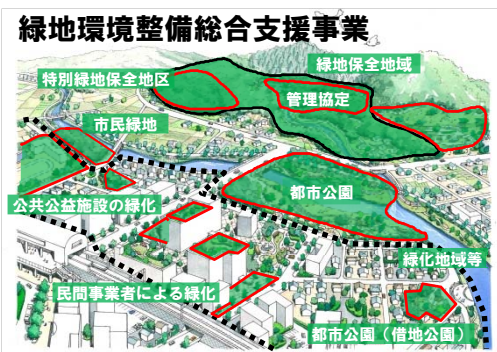 緑地環境整備総合支援事業
緑地保全地域
特別緑地保全地区
管理協定
市民緑地
都市公園
公共公益施設の緑化
緑化地域等
民間事業者による緑化
都市公園（借地公園）